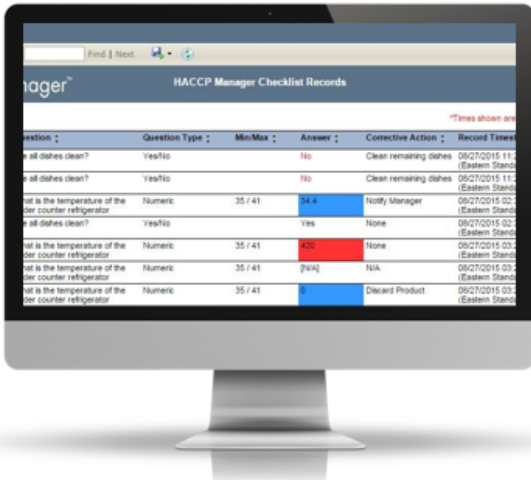 Find | Next
nager™ HACCP Manager Checklist Records
*Times shown are
estion Question Type Min/Max Answer Corrective Action Record Timest
e all dishes clean? Yes/No No Clean remaining dishes 08/27/2015 11:2
(Eastern Standa
e all dishes clean? Yes/No No Clean remaining dishes 08/27/2015 11:2
(Eastern Standa
hat is the temperature of the Numeric 35 / 41 34.4 Notify Manager 08/27/2015 02:
der counter refrigerator (Eastern Standa
e all dishes clean? Yes/No Yes None 08/27/2015 02:
(Eastern Standa
hat is the temperature of the Numeric 35 / 41 420 None 08/27/2015 03:2
der counter refrigerator (Eastern Standa
hat is the temperature of the Numeric 35 / 41 [N/A] N/A 08/27/2015 03:2
der counter refrigerator (Eastern Standa
hat is the temperature of the Numeric 35 / 41 0 Discard Product 08/27/2015 03:2
der counter refrigerator (Eastern Standa